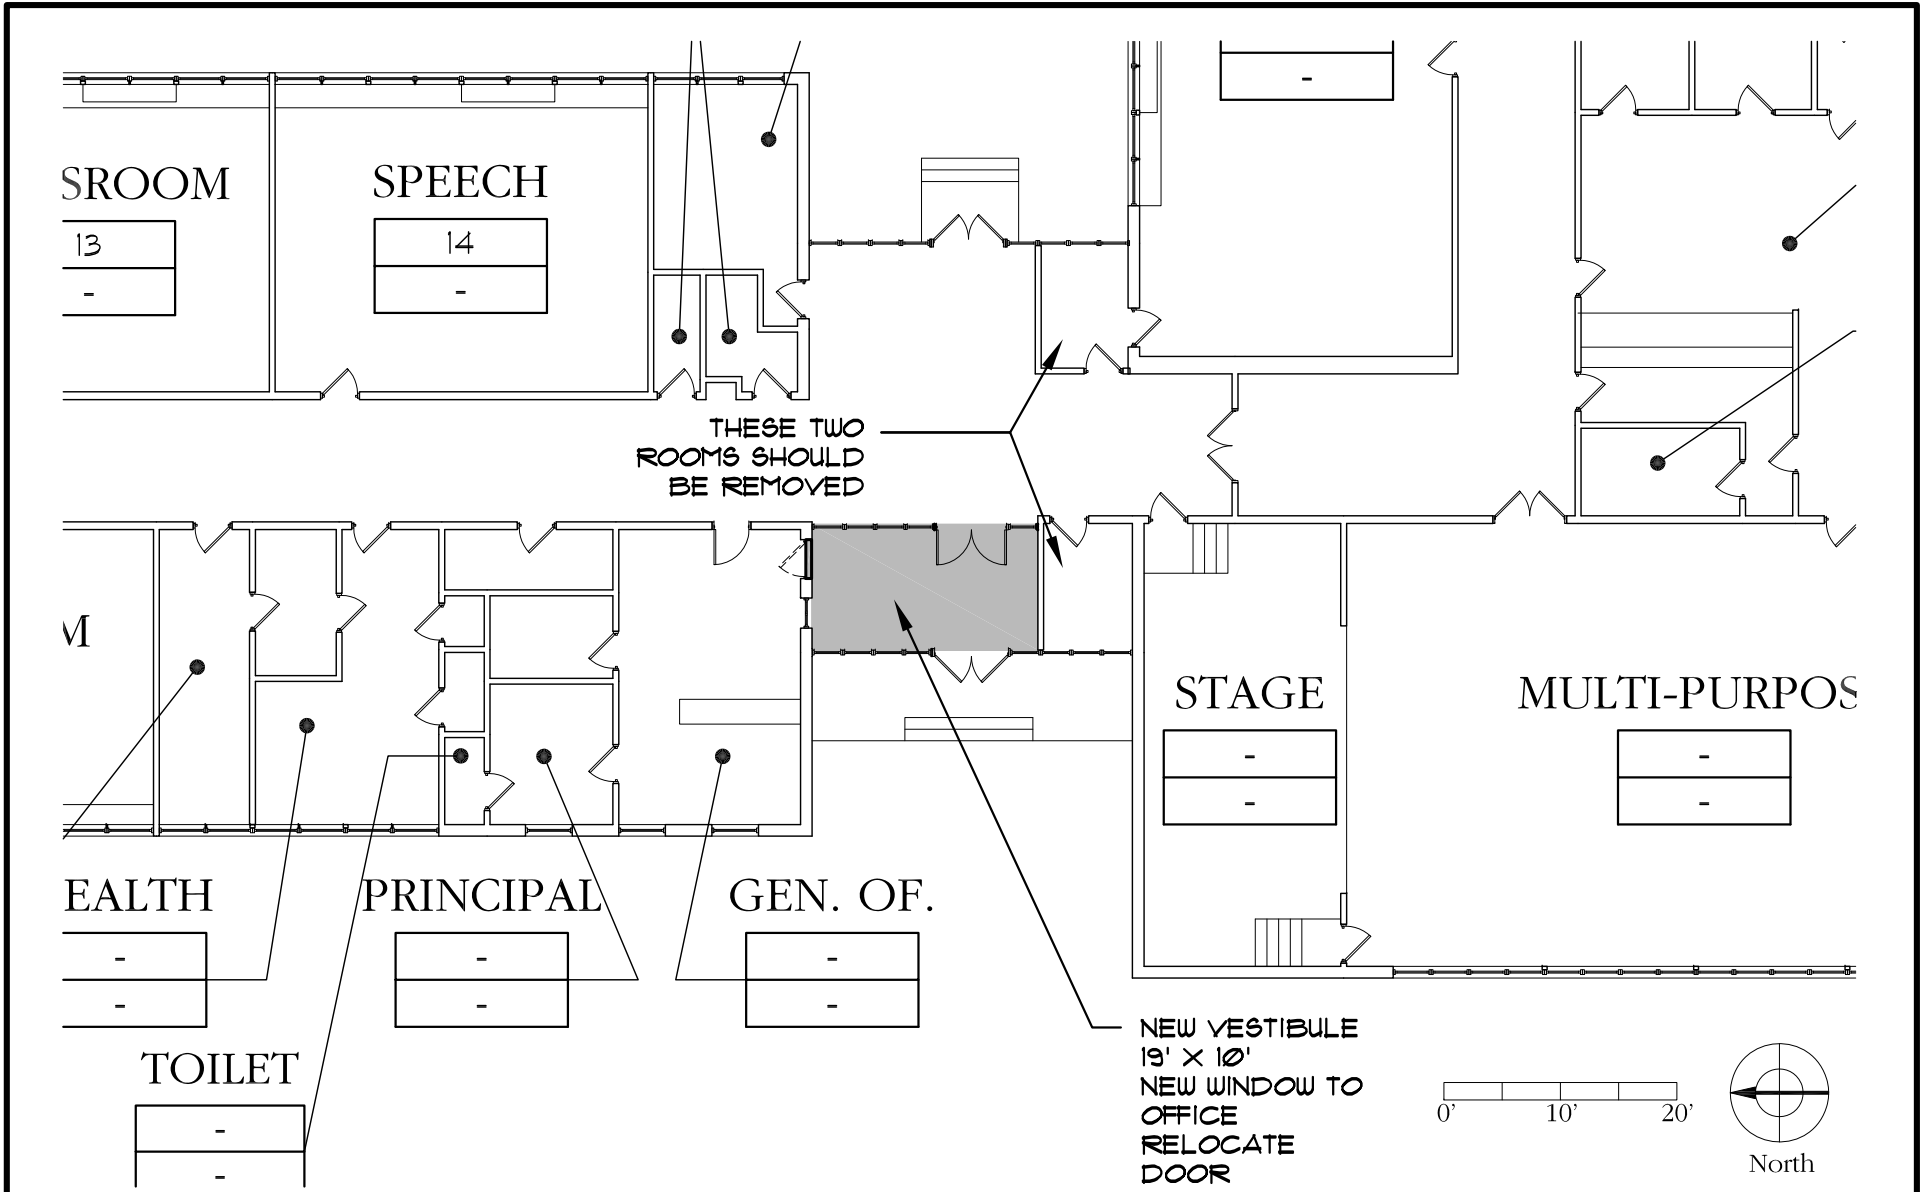 -
SROOM
13
-
SPEECH
14
-
THESE TWO
ROOMS SHOULD
BE REMOVED
M
STAGE
-
-
MULTI-PURPOS
-
-
EALTH
-
-
PRINCIPAL
-
-
GEN. OF.
-
-
TOILET
-
-
NEW VESTIBULE
19' X 10'
NEW WINDOW TO
OFFICE
RELOCATE
DOOR
0' 10' 20'
North